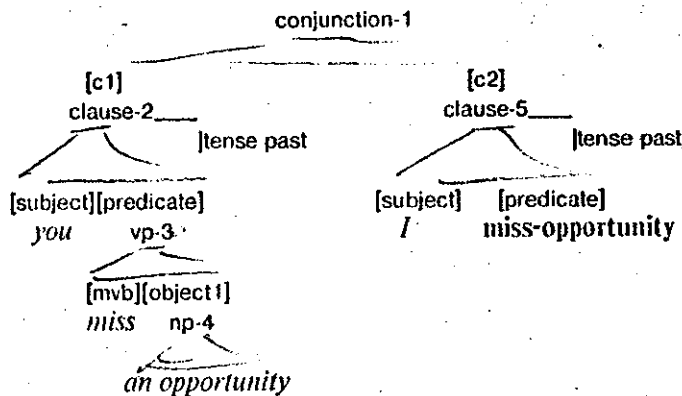 conjunction-1
[c1] [c2]
clause-2 clause-5
|tense past |tense past
[subject][predicate] [subject] [predicate]
you vp-3 I miss-opportunity
[mvb][object1]
miss np-4
an opportunity